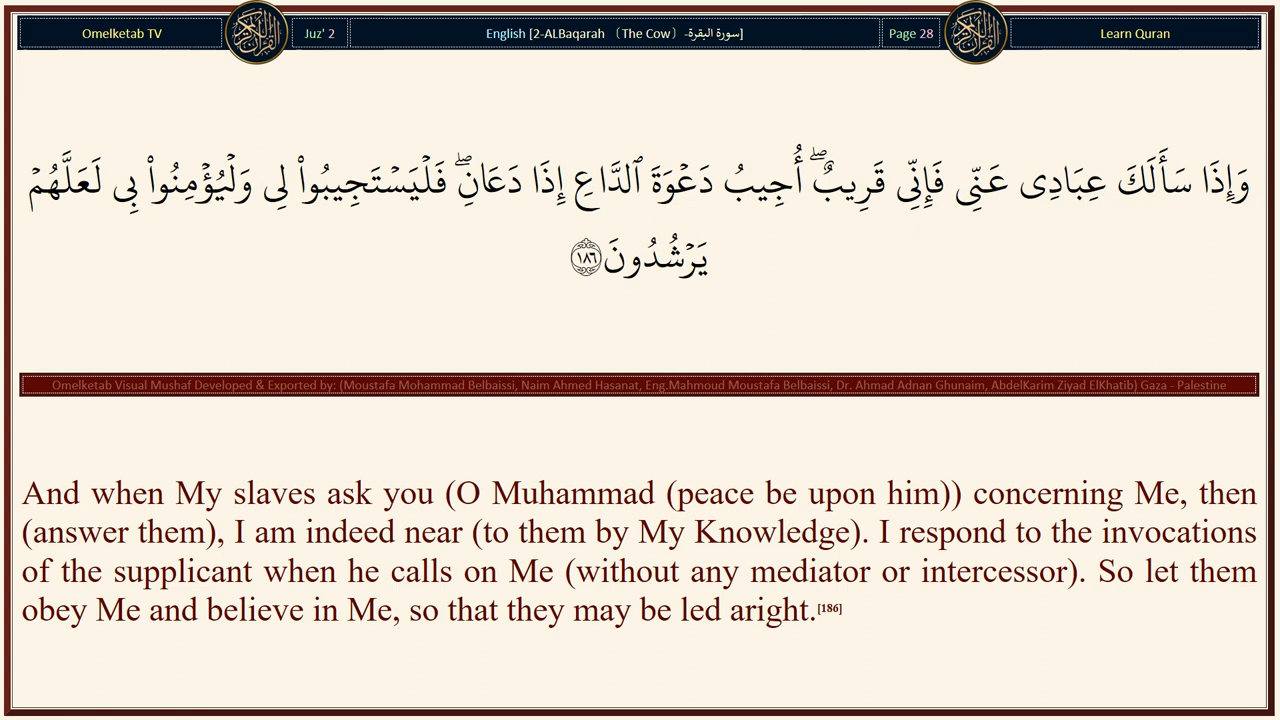 Omelketab TV
Juz' 2
English [2-ALBaqarah （The Cow） -سورة البقرة]
Page 28
Learn Quran
وَإِذَا سَأَلَكَ عِبَادِى عَنِّى فَإِنِّى قَرِيبٌۖ أُجِيبُ دَعۡوَةَ ٱلدَّاعِ إِذَا دَعَانِۖ فَلۡيَسۡتَجِيبُواْ لِى وَلۡيُؤۡمِنُواْ بِى لَعَلَّهُمۡ
يَرۡشُدُونَ ١٨٦
Omelketab Visual Mushaf Developed & Exported by: (Moustafa Mohammad Belbaissi, Naim Ahmed Hasanat, Eng.Mahmoud Moustafa Belbaissi, Dr. Ahmad Adnan Ghunaim, AbdelKarim Ziyad ElKhatib) Gaza - Palestine
And when My slaves ask you (O Muhammad (peace be upon him)) concerning Me, then
(answer them), I am indeed near (to them by My Knowledge). I respond to the invocations
of the supplicant when he calls on Me (without any mediator or intercessor). So let them
obey Me and believe in Me, so that they may be led aright.[186]